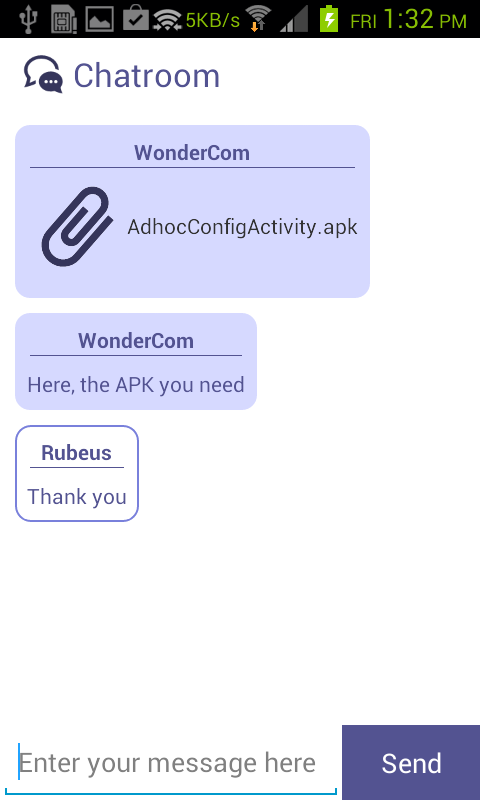 5KB/s FRI 1:32 PM
Chatroom
WonderCom
AdhocConfigActivity.apk
WonderCom
Here, the APK you need
Rubeus
Thank you
Enter your message here
Send